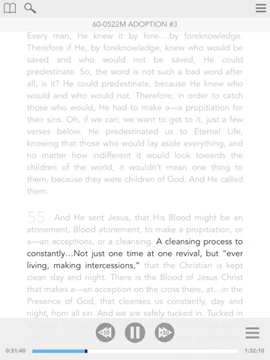 60-0522M ADOPTION #3
Every man, He knew it by fore-...by foreknowledge.
Therefore if He, by foreknowledge, knew who would be
saved and who would not be saved, He could
predestinate. So, the word is not such a bad word after
all, is it? He could predestinate, because He knew who
would and who would not. Therefore, in order to catch
those who would, He had to make a—a propitiation for
their sins. Oh, if we can, we want to get to it, just a few
verses below. He predestinated us to Eternal Life,
knowing that those who would lay aside everything, and
no matter how indifferent it would look towards the
children of the world, it wouldn't mean one thing to
them, because they were children of God. And He called
them.
55 And He sent Jesus, that His Blood might be an
atonement, Blood atonement, to make a propitiation, or
a—an acceptions, or a cleansing. A cleansing process to
constantly...Not just one time at one revival, but "ever
living, making intercessions," that the Christian is kept
clean day and night. There is the Blood of Jesus Christ
that makes a—an acception on the cross there, at...in the
Presence of God, that cleanses us constantly, day and
night, from all sin. And we are safely tucked in. Tucked in
0:31:40
1:32:10